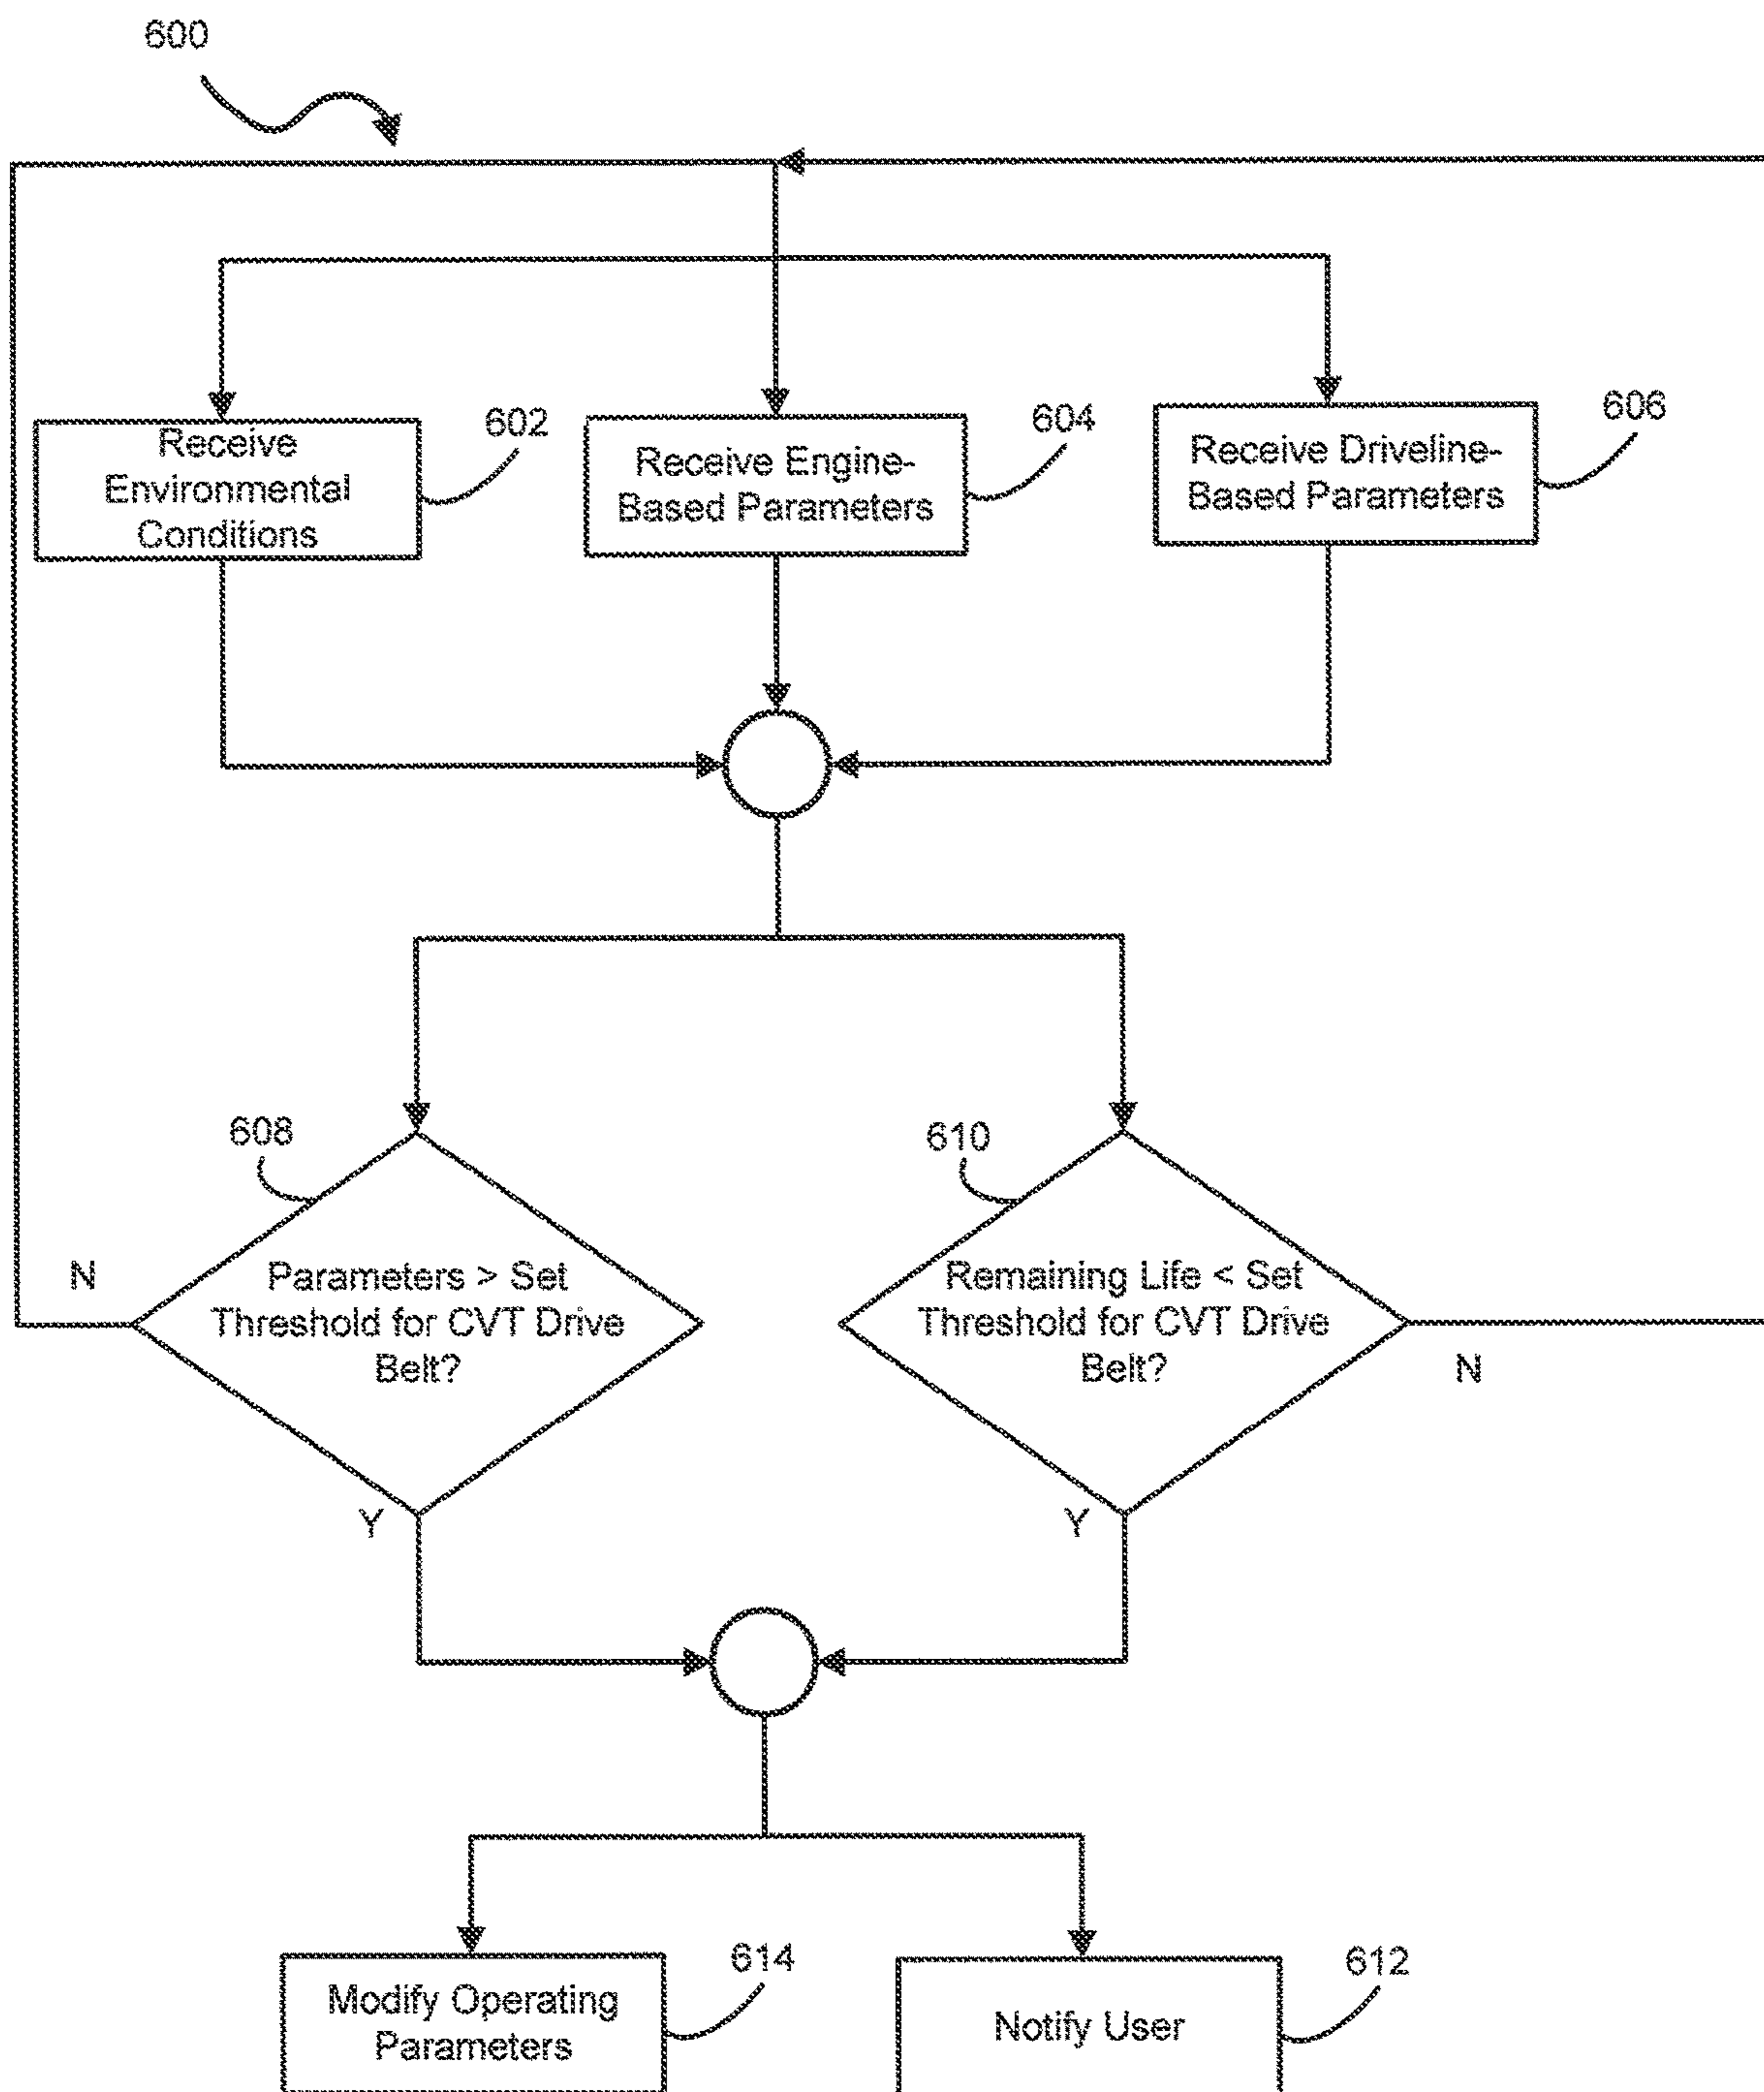 600
Receive
Environmental
Conditions
602
Receive Engine-
Based Parameters
604
Receive Driveline-
Based Parameters
606
608
Parameters > Set
Threshold for CVT Drive
Belt?
N
Y
610
Remaining Life < Set
Threshold for CVT Drive
Belt?
N
Y
Modify Operating
Parameters
614
Notify User
612